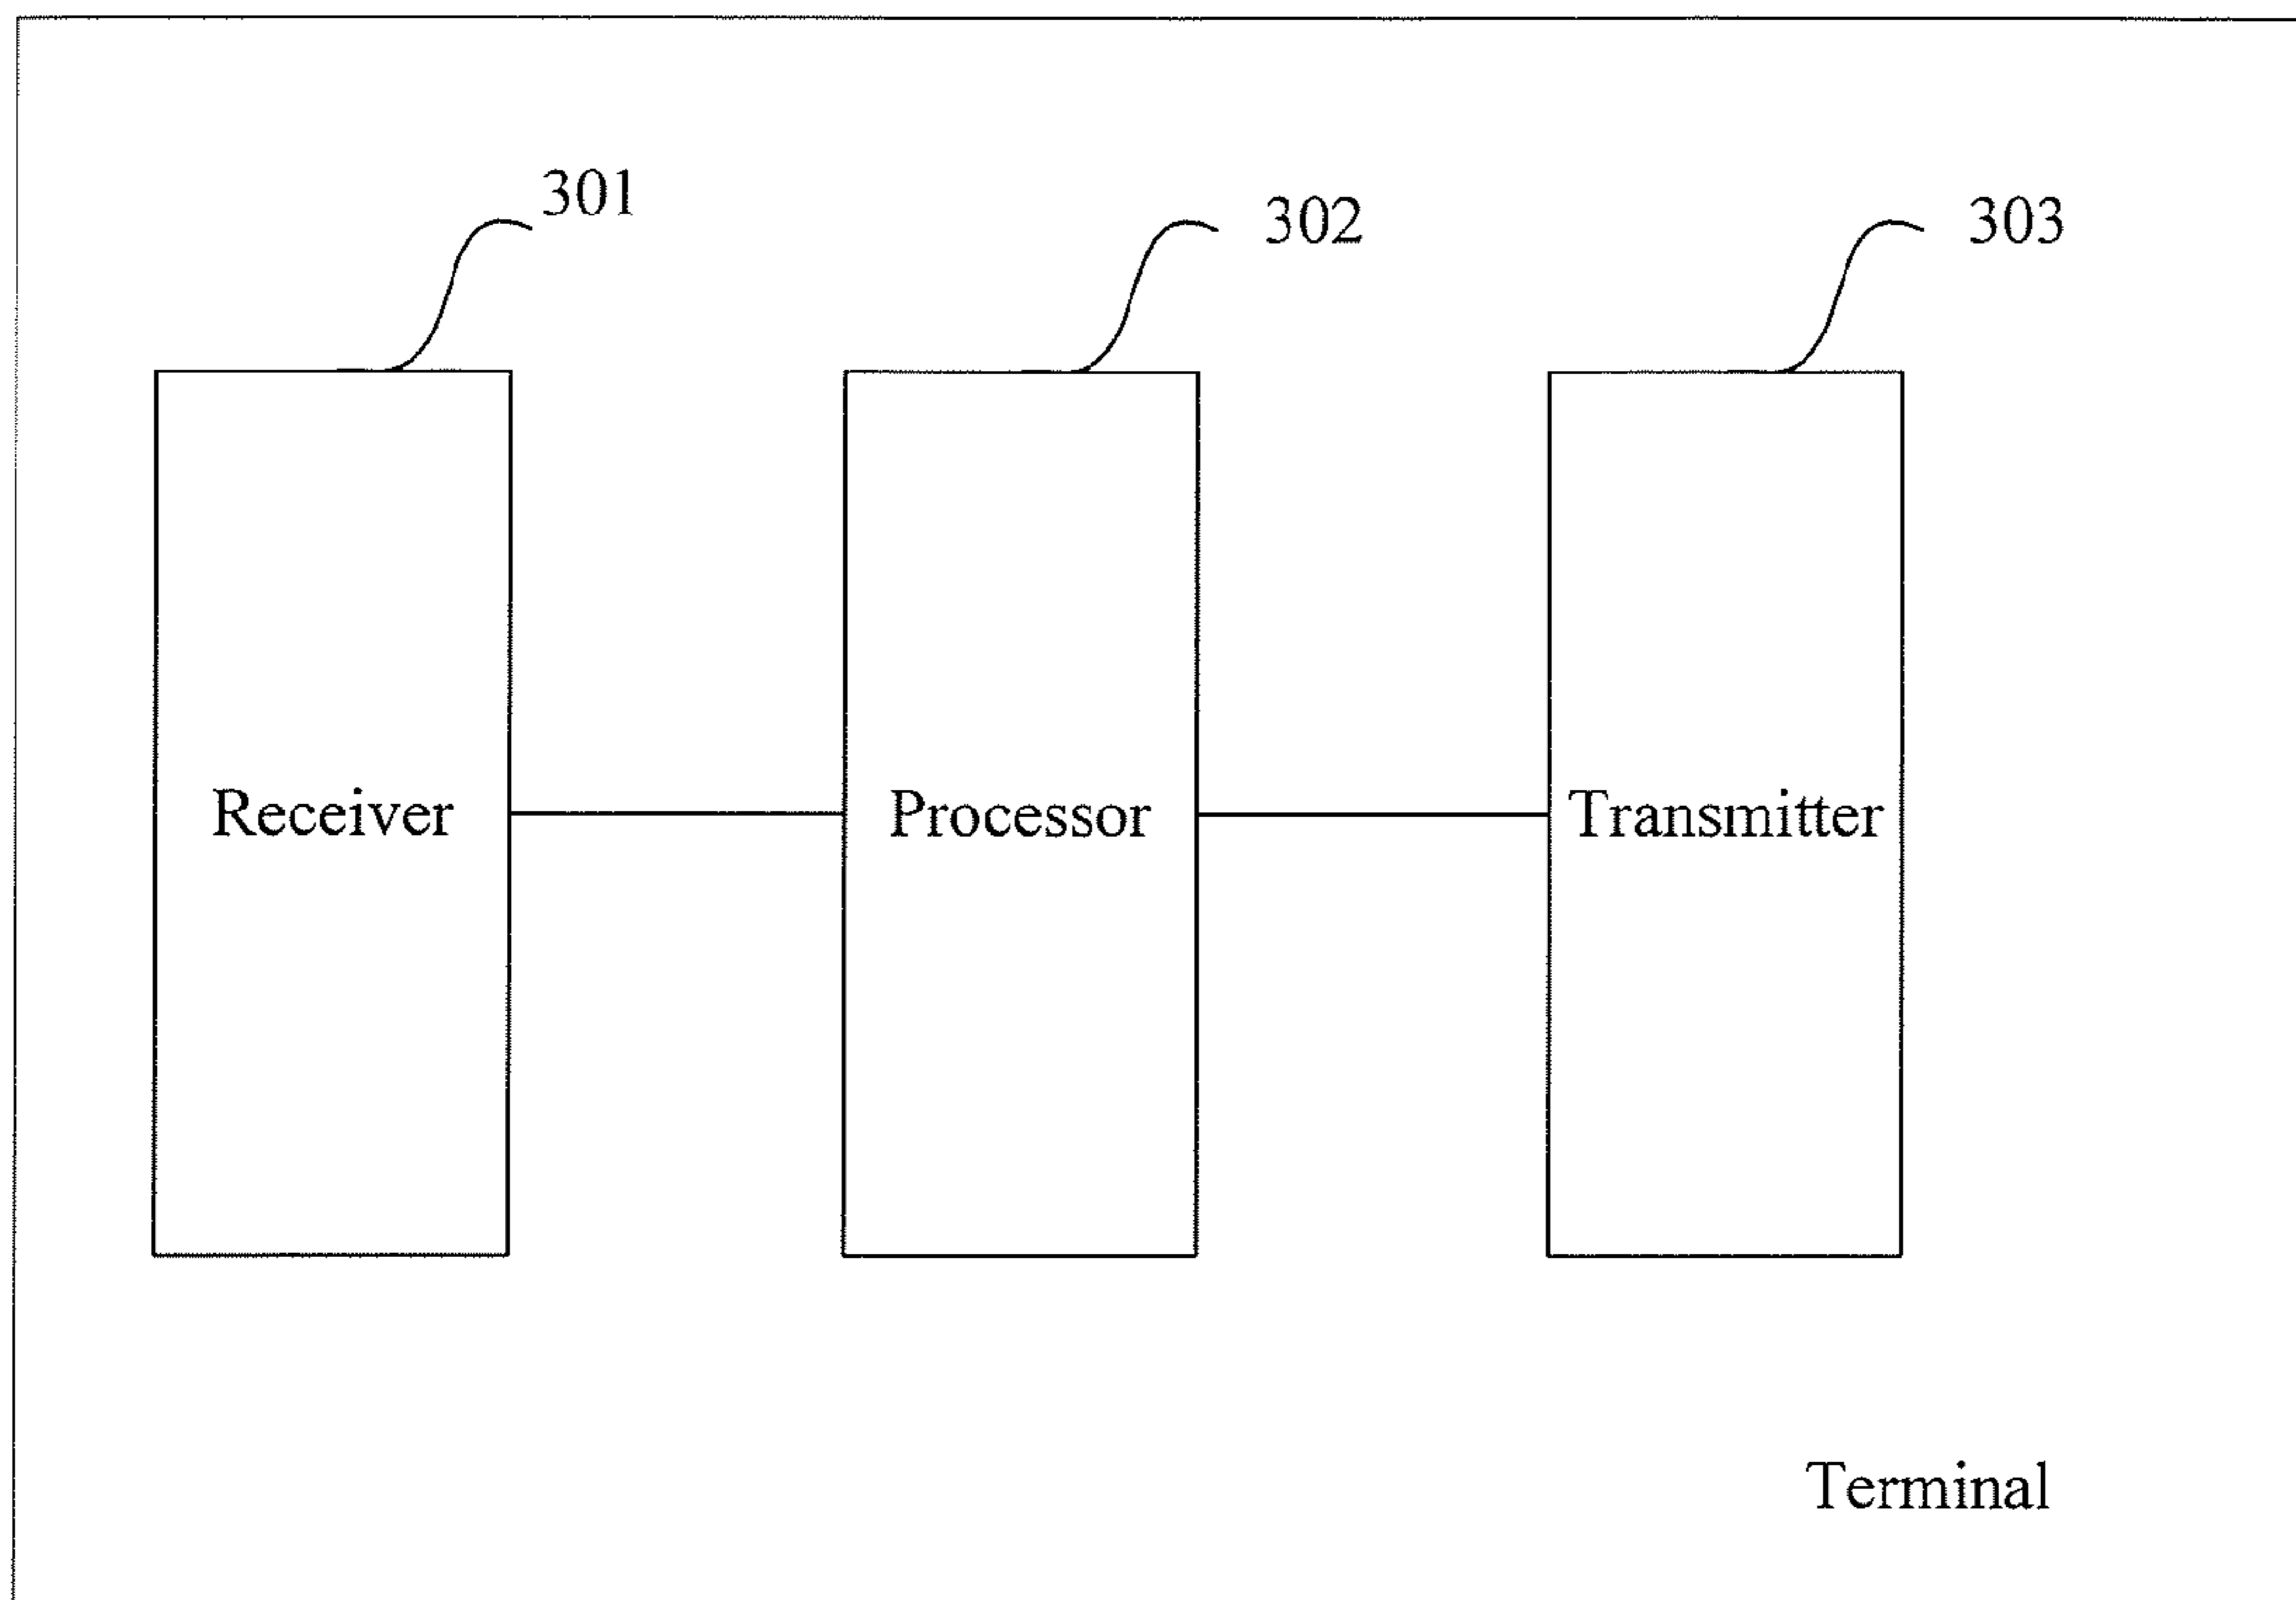 301
302
303
Receiver
Processor
Transmitter
Terminal